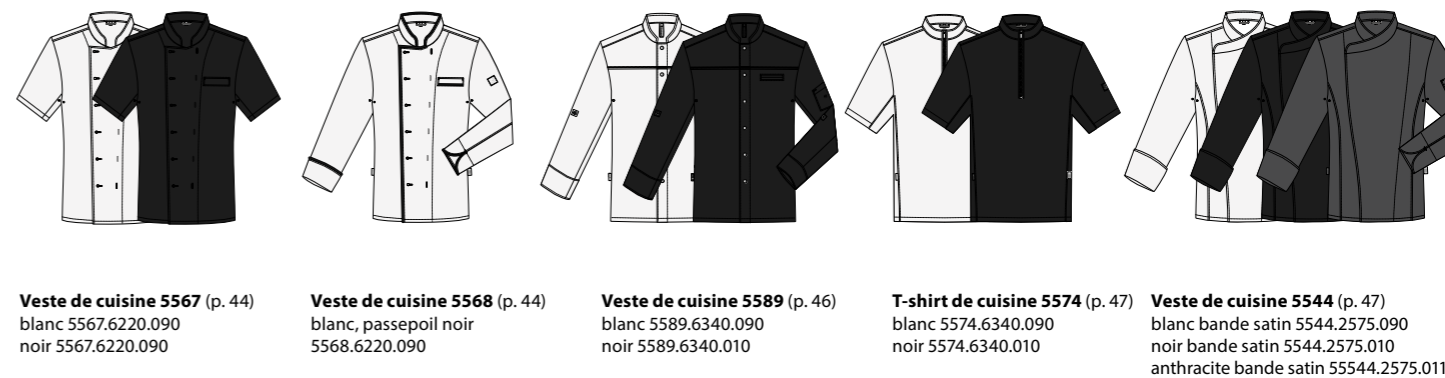 Veste de cuisine 5567 (p. 44)
blanc 5567.6220.090
noir 5567.6220.090
Veste de cuisine 5568 (p. 44)
blanc, passepoil noir
5568.6220.090
Veste de cuisine 5589 (p. 46)
blanc 5589.6340.090
noir 5589.6340.010
T-shirt de cuisine 5574 (p. 47)
blanc 5574.6340.090
noir 5574.6340.010
Veste de cuisine 5544 (p. 47)
blanc bande satin 5544.2575.090
noir bande satin 5544.2575.010
anthracite bande satin 55544.2575.011